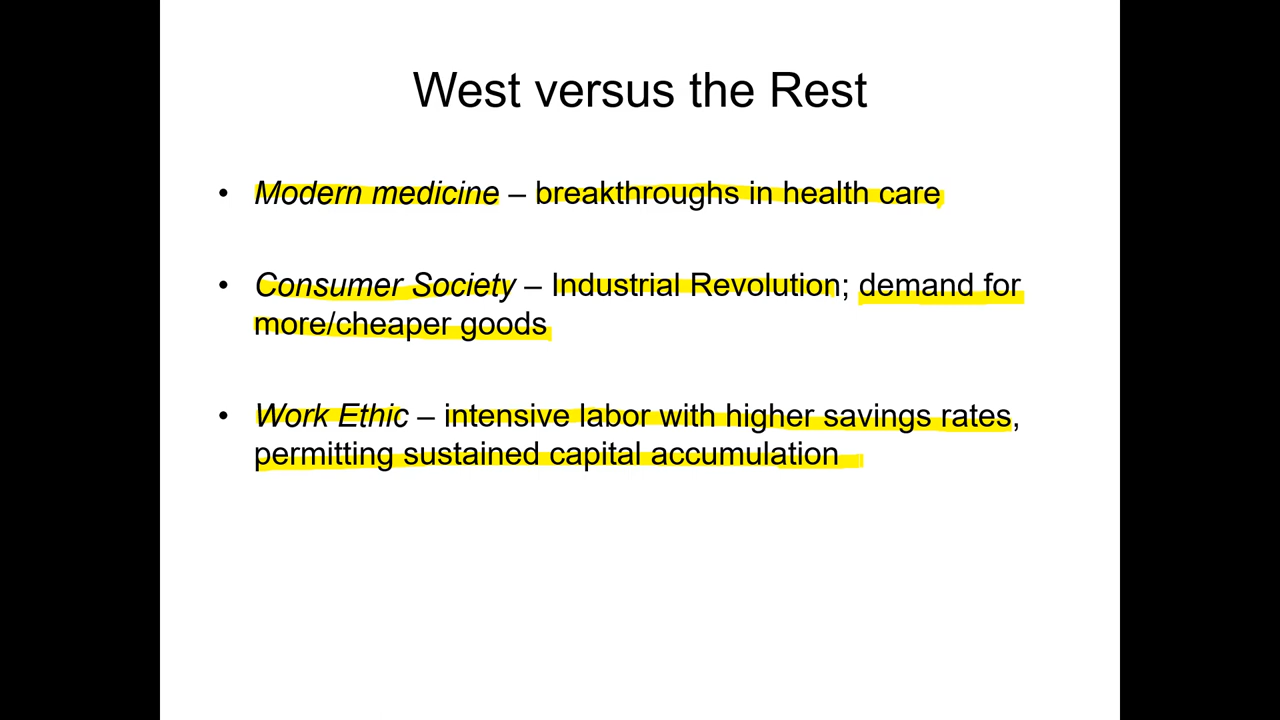 West versus the Rest
• Modern medicine – breakthroughs in health care
• Consumer Society – Industrial Revolution; demand for
more/cheaper goods
• Work Ethic – intensive labor with higher savings rates,
permitting sustained capital accumulation